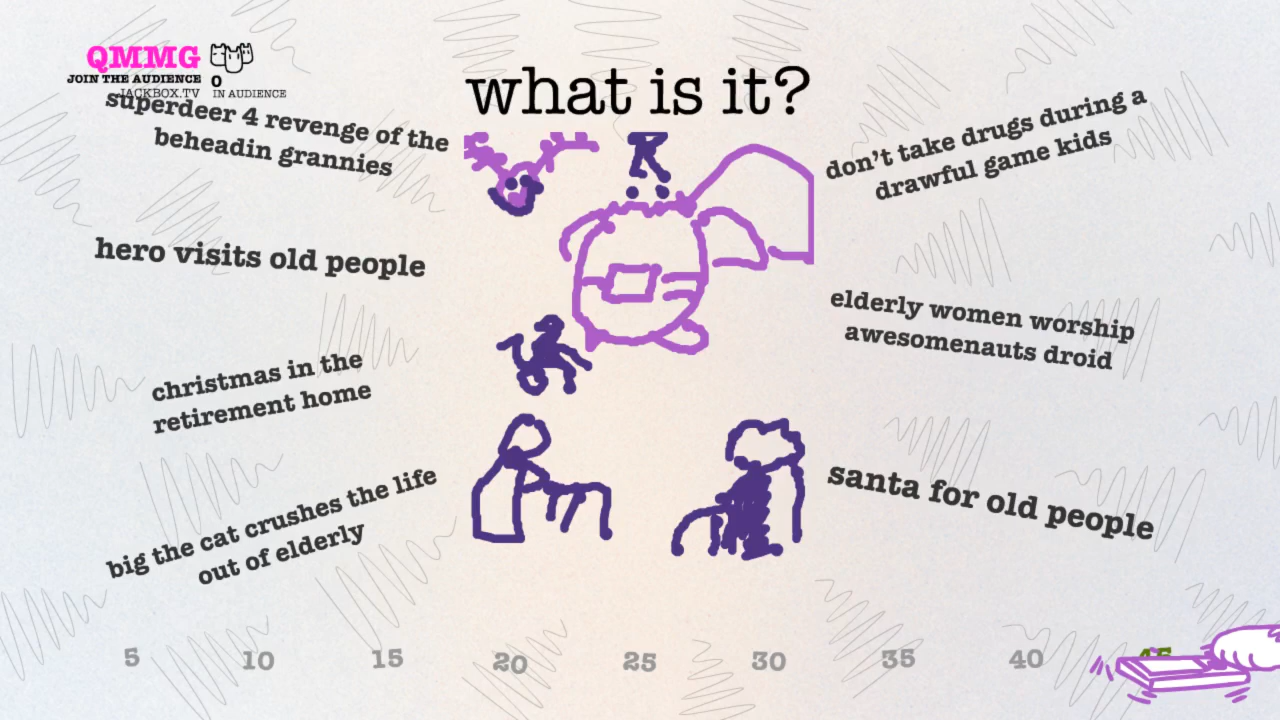 QMMG
JOIN THE AUDIENCE
JACKBOX.TV
0
IN AUDIENCE
what is it?
superdeer 4 revenge of the
beheadin grannies
hero visits old people
christmas in the
retirement home
big the cat crushes the life
out of elderly
R
don't take drugs during a
drawful game kids
elderly women worship
awesomenauts droid
santa for old people
5 10 15 20 25 30 35 40 45